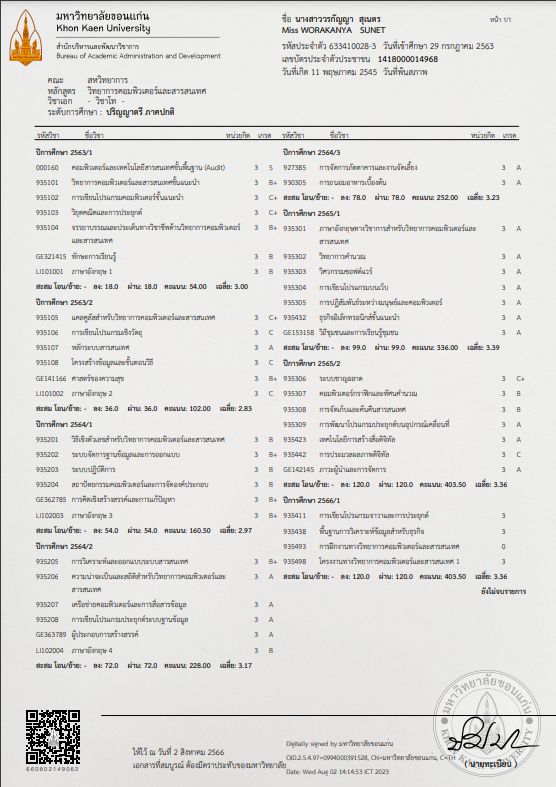 มหาวิทยาลัยขอนแก่น
Khon Kaen University
สำนักบริหารและพัฒนาวิชาการ
Bureau of Academic Administration and Development
ชื่อ นางสาววรกัญญา สุเนตร
หน้า 1/1
Miss WORAKANYA SUNET
รหัสประจำตัว 633410028-3 วันที่เข้าศึกษา 29 กรกฎาคม 2563
เลขบัตรประจำตัวประชาชน 1418000014968
วันที่เกิด 11 พฤษภาคม 2545 วันที่พ้นสภาพ
คณะ สหวิทยาการ
หลักสูตร วิทยาการคอมพิวเตอร์และสารสนเทศ
วิชาเอก - วิชาโท -
ระดับการศึกษา : ปริญญาตรี ภาคปกติ
รหัสวิชา ชื่อวิชา หน่วยกิต เกรด
ปีการศึกษา 2563/1
000160 คอมพิวเตอร์และเทคโนโลยีสารสนเทศขั้นพื้นฐาน (Audit) 3 S
935101 วิทยาการคอมพิวเตอร์และสารสนเทศขั้นแนะนำ 3 B+
935102 การเขียนโปรแกรมคอมพิวเตอร์ขั้นแนะนำ 3 C+
935103 วิยุตคณิตและการประยุกต์ 3 C+
935104 จรรยาบรรณและประเด็นทางวิชาชีพด้านวิทยาการคอมพิวเตอร์ 3 B+
และสารสนเทศ
GE321415 ทักษะการเรียนรู้ 3 B
LI101001 ภาษาอังกฤษ 1 3 B
สะสม โอน/ย้าย: - ลง: 18.0 ผ่าน: 18.0 คะแนน: 54.00 เฉลี่ย: 3.00
ปีการศึกษา 2563/2
935105 แคลคูลัสสำหรับวิทยาการคอมพิวเตอร์และสารสนเทศ 3 C+
935106 การเขียนโปรแกรมเชิงวัตถุ 3 C
935107 หลักระบบสารสนเทศ 3 A
935108 โครงสร้างข้อมูลและขั้นตอนวิธี 3 C
GE141166 ศาสตร์ของความสุข 3 B+
LI101002 ภาษาอังกฤษ 2 3 C
สะสม โอน/ย้าย: - ลง: 36.0 ผ่าน: 36.0 คะแนน: 102.00 เฉลี่ย: 2.83
ปีการศึกษา 2564/1
935201 วิธีเชิงตัวเลขสำหรับวิทยาการคอมพิวเตอร์และสารสนเทศ 3 B
935202 ระบบจัดการฐานข้อมูลและการออกแบบ 3 B+
935203 ระบบปฏิบัติการ 3 B
935204 สถาปัตยกรรมคอมพิวเตอร์และการจัดองค์ประกอบ 3 B
GE362785 การคิดเชิงสร้างสรรค์และการแก้ปัญหา 3 B+
LI102003 ภาษาอังกฤษ 3 3 B+
สะสม โอน/ย้าย: - ลง: 54.0 ผ่าน: 54.0 คะแนน: 160.50 เฉลี่ย: 2.97
ปีการศึกษา 2564/2
935205 การวิเคราะห์และออกแบบระบบสารสนเทศ 3 B+
935206 ความน่าจะเป็นและสถิติสำหรับวิทยาการคอมพิวเตอร์และ 3 A
สารสนเทศ
935207 เครือข่ายคอมพิวเตอร์และการสื่อสารข้อมูล 3 A
935208 การเขียนโปรแกรมประยุกต์ระบบฐานข้อมูล 3 A
GE363789 ผู้ประกอบการสร้างสรรค์ 3 A
LI102004 ภาษาอังกฤษ 4 3 B
สะสม โอน/ย้าย: - ลง: 72.0 ผ่าน: 72.0 คะแนน: 228.00 เฉลี่ย: 3.17
รหัสวิชา ชื่อวิชา หน่วยกิต เกรด
ปีการศึกษา 2564/3
927385 การจัดการภัตตาคารและงานจัดเลี้ยง 3 A
930305 การถนอมอาหารเบื้องต้น 3 A
สะสม โอน/ย้าย: - ลง: 78.0 ผ่าน: 78.0 คะแนน: 252.00 เฉลี่ย: 3.23
ปีการศึกษา 2565/1
935301 ภาษาอังกฤษทางวิชาการสำหรับวิทยาการคอมพิวเตอร์และ 3 A
สารสนเทศ
935302 วิทยาการคำนวณ 3 A
935303 วิศวกรรมซอฟต์แวร์ 3 A
935304 การเขียนโปรแกรมบนเว็บ 3 A
935305 การปฏิสัมพันธ์ระหว่างมนุษย์และคอมพิวเตอร์ 3 A
935432 ธุรกิจอิเล็กทรอนิกส์ขั้นแนะนำ 3 A
GE153158 วิถีชุมชนและการเรียนรู้ชุมชน 3 A
สะสม โอน/ย้าย: - ลง: 99.0 ผ่าน: 99.0 คะแนน: 336.00 เฉลี่ย: 3.39
ปีการศึกษา 2565/2
935306 ระบบชาญฉลาด 3 C+
935307 คอมพิวเตอร์กราฟิกและทัศนคำนวณ 3 B
935308 การจัดเก็บและค้นคืนสารสนเทศ 3 B
935309 การพัฒนาโปรแกรมประยุกต์บนอุปกรณ์เคลื่อนที่ 3 A
935423 เทคโนโลยีการสร้างสื่อดิจิทัล 3 A
935442 การประมวลผลภาพดิจิทัล 3 C
GE142145 ภาวะผู้นำและการจัดการ 3 A
สะสม โอน/ย้าย: - ลง: 120.0 ผ่าน: 120.0 คะแนน: 403.50 เฉลี่ย: 3.36
ปีการศึกษา 2566/1
935411 การเขียนโปรแกรมจาวาและการประยุกต์ 3
935438 พื้นฐานการวิเคราะห์ข้อมูลสำหรับธุรกิจ 3
935493 การฝึกงานทางวิทยาการคอมพิวเตอร์และสารสนเทศ 0
935498 โครงงานทางวิทยาการคอมพิวเตอร์และสารสนเทศ 1 3
สะสม โอน/ย้าย: - ลง: 120.0 ผ่าน: 120.0 คะแนน: 403.50 เฉลี่ย: 3.36
ยังไม่จบรายการ
660802149062
ให้ไว้ ณ วันที่ 2 สิงหาคม 2566
เอกสารที่สมบูรณ์ ต้องมีตราประทับของมหาวิทยาลัย
Digitally signed by มหาวิทยาลัยขอนแก่น
OID.2.5.4.97=0994000391528, CN=มหาวิทยาลัยขอนแก่น, C=TH
Date: Wed Aug 02 14:14:53 ICT 2023
มหาวิทยาลัยขอนแก่น
KHON KAEN UNIVERSITY
(นายทะเบียน)